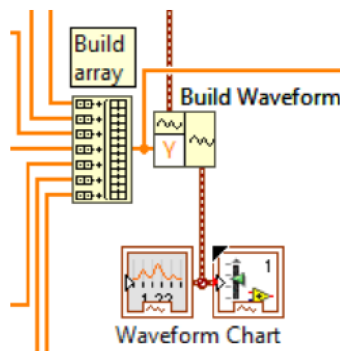 Build
array
Build Waveform
Y
1
1.23
Waveform Chart